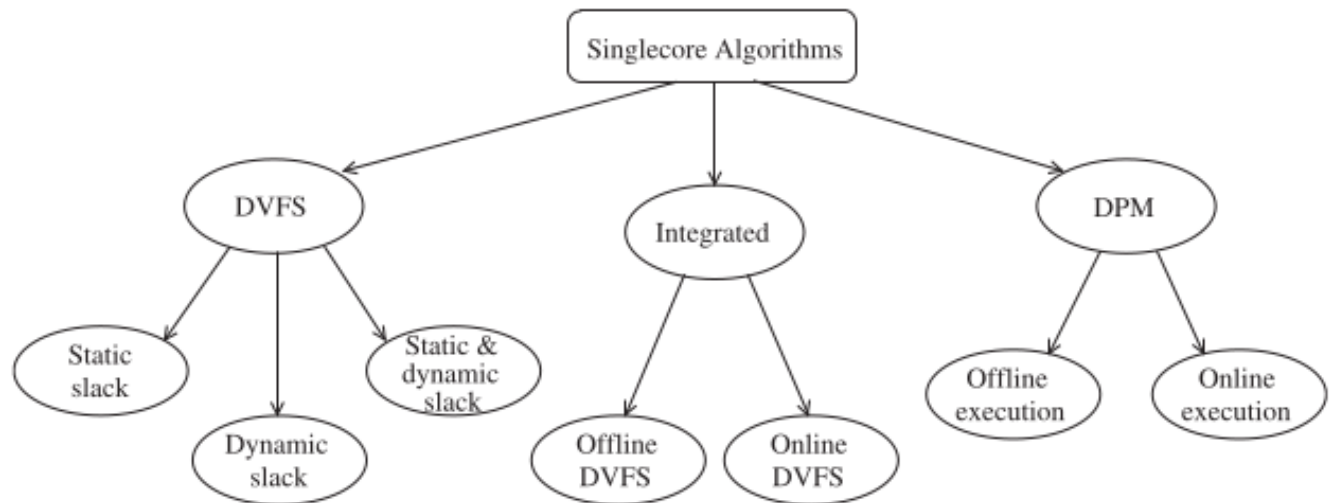 Singlecore Algorithms
DVFS
Integrated
DPM
Static
slack
Dynamic
slack
Static &
dynamic
slack
Offline
DVFS
Online
DVFS
Offline
execution
Online
execution